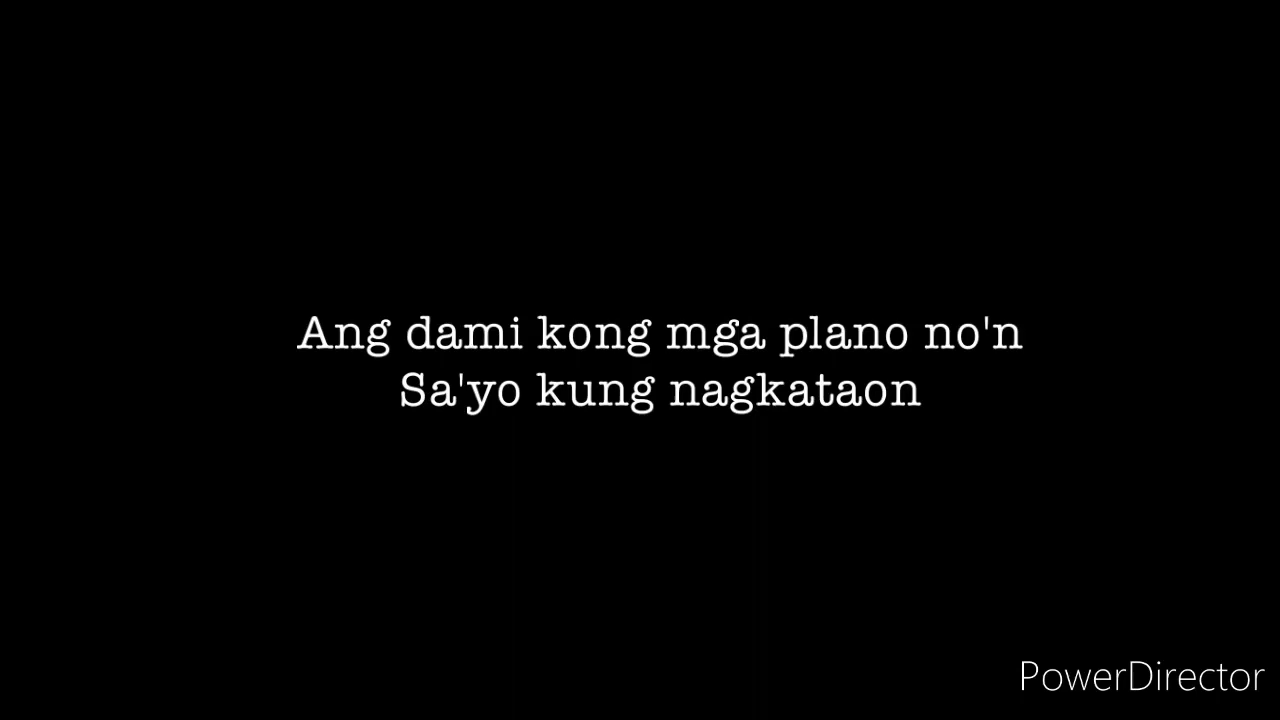 Ang dami kong mga plano no'n
Sa'yo kung nagkataon
PowerDirector